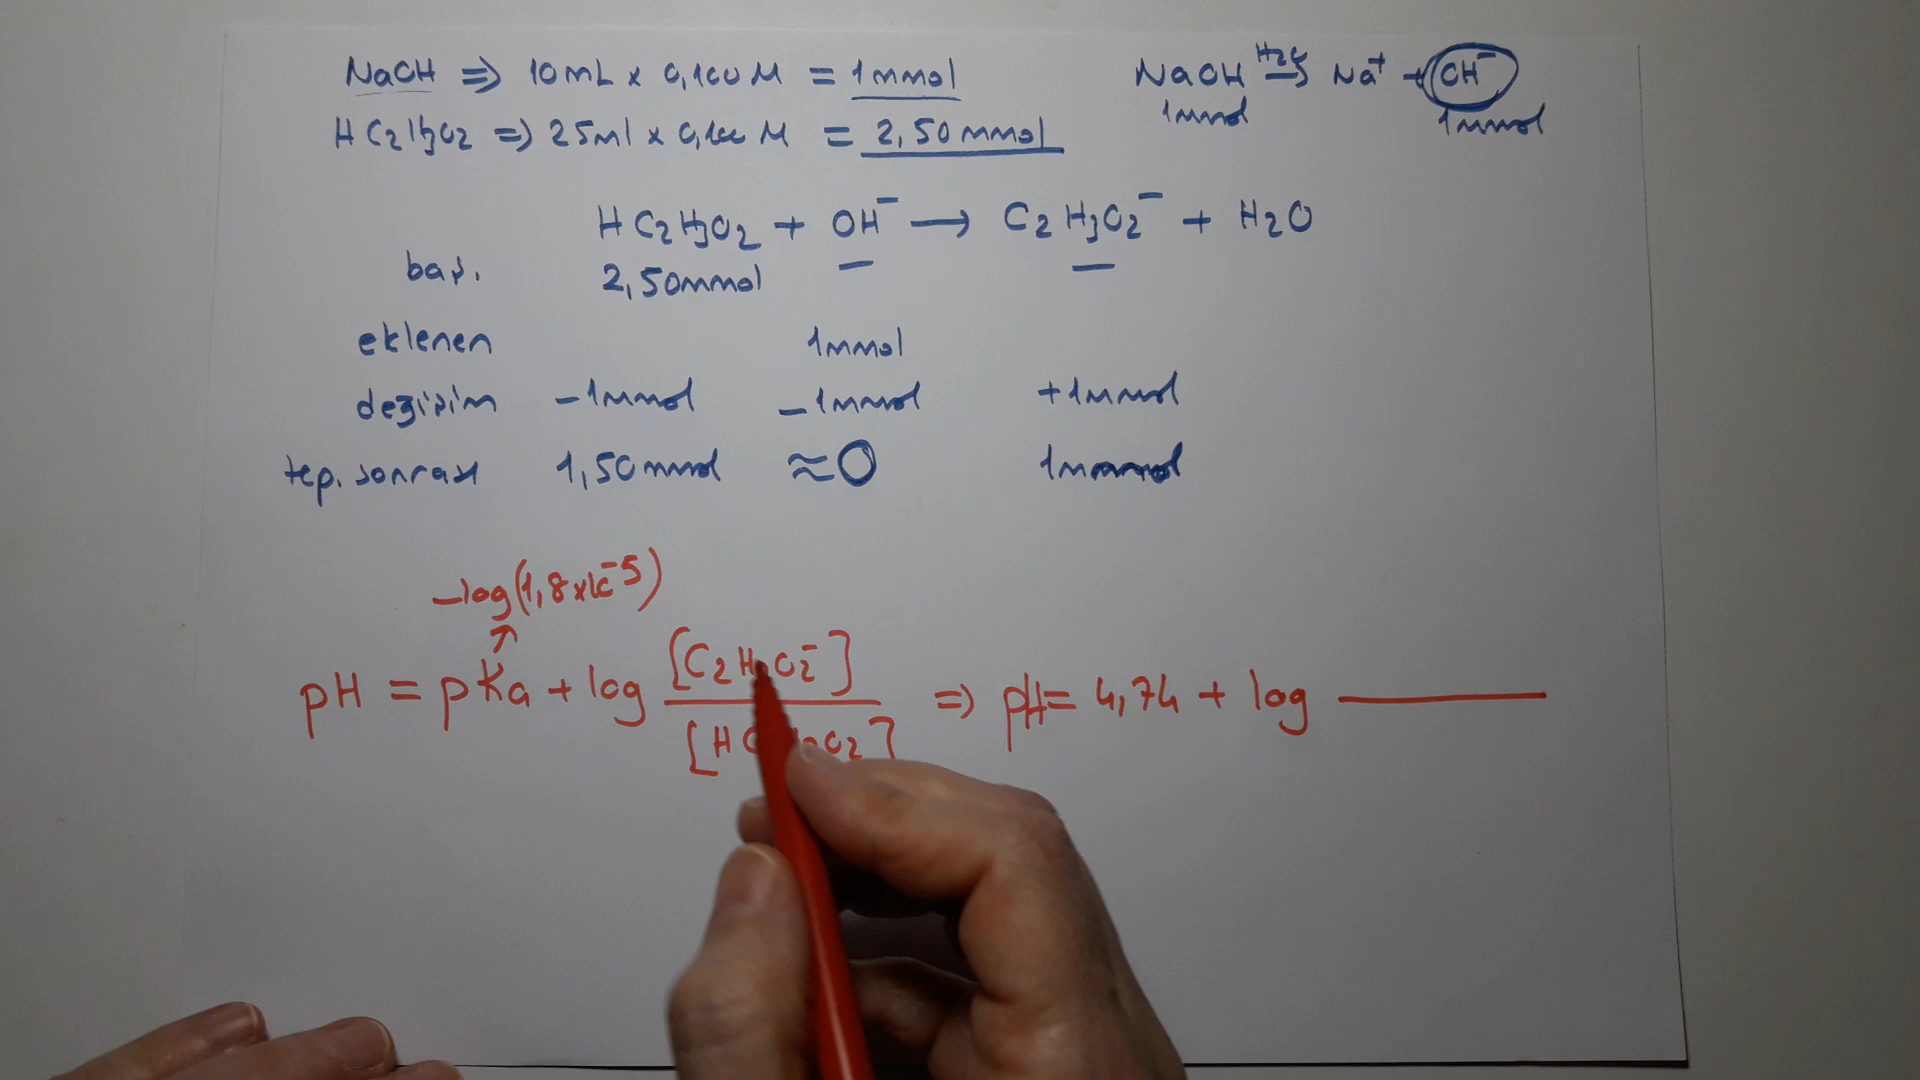 NaOH ⇒ 10mL x 0,100 M = 1mmol
NaOH H2O → Na+ + OH-
1mmol 1mmol
HC2H3O2 ⇒ 25ml x 0,100 M = 2,50mmol
HC2H3O2 + OH- → C2H3O2- + H2O
baş. 2,50mmol — —
eklenen 1mmol
değişim -1mmol -1mmol +1mmol
tep. sonrası 1,50mmol ≈0 1mmol
-log(1,8x10-5)
pH = pKa + log [C2H3O2-] ⇒ pH= 4,74 + log
[HC2H3O2]